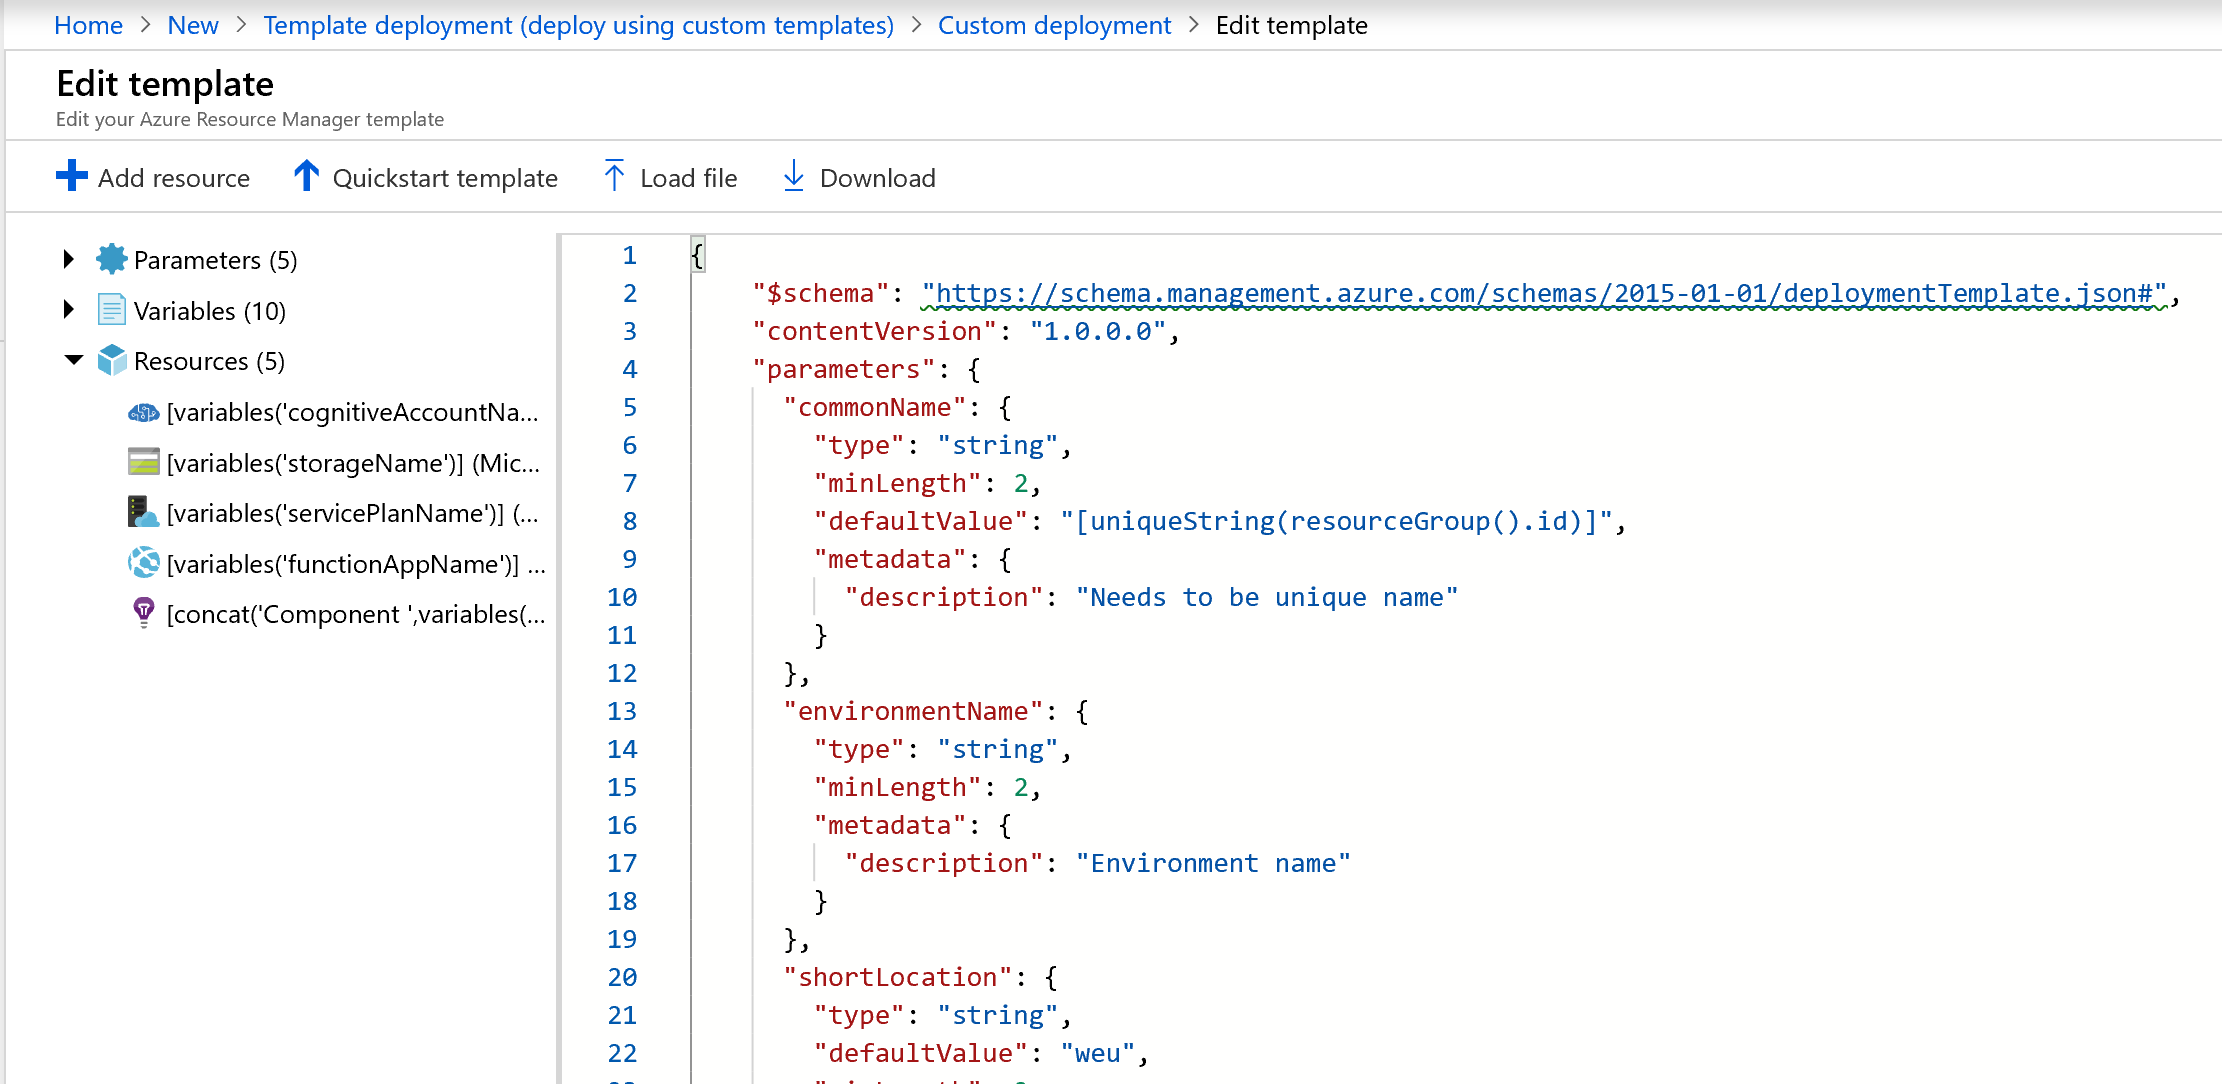 Home > New > Template deployment (deploy using custom templates) > Custom deployment > Edit template
Edit template
Edit your Azure Resource Manager template
Add resource Quickstart template Load file Download
Parameters (5)
Variables (10)
Resources (5)
[variables('cognitiveAccountNa...
[variables('storageName')] (Mic...
[variables('servicePlanName')] (...
[variables('functionAppName')] ...
[concat('Component ',variables(...
1 {
2 "$schema": "https://schema.management.azure.com/schemas/2015-01-01/deploymentTemplate.json#",
3 "contentVersion": "1.0.0.0",
4 "parameters": {
5 "commonName": {
6 "type": "string",
7 "minLength": 2,
8 "defaultValue": "[uniqueString(resourceGroup().id)]",
9 "metadata": {
10 "description": "Needs to be unique name"
11 }
12 },
13 "environmentName": {
14 "type": "string",
15 "minLength": 2,
16 "metadata": {
17 "description": "Environment name"
18 }
19 },
20 "shortLocation": {
21 "type": "string",
22 "defaultValue": "weu",